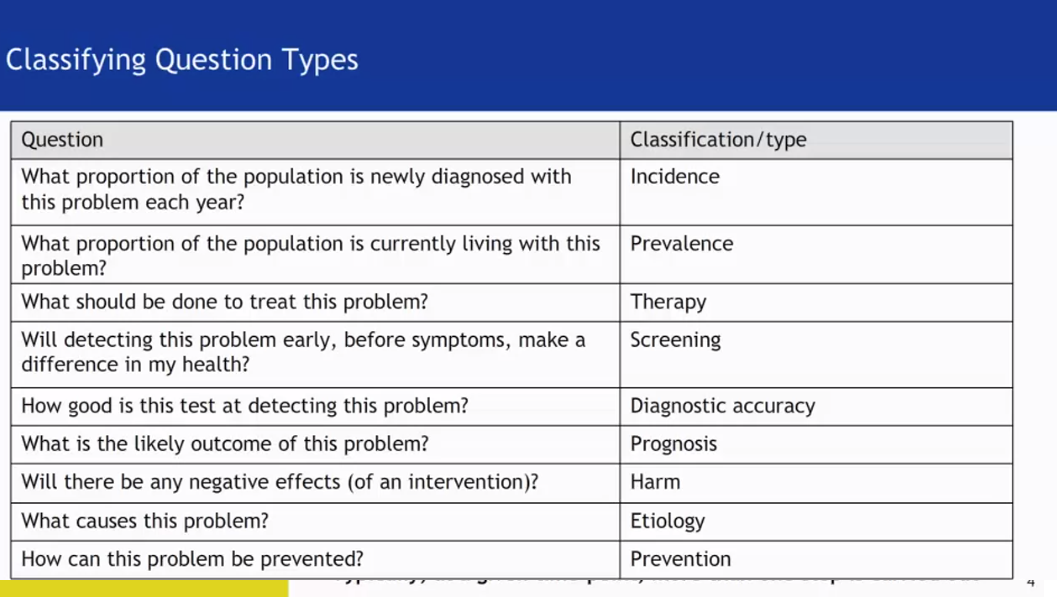 Classifying Question Types
Question
Classification/type
What proportion of the population is newly diagnosed with
this problem each year?
Incidence
What proportion of the population is currently living with this
problem?
Prevalence
What should be done to treat this problem?
Therapy
Will detecting this problem early, before symptoms, make a
difference in my health?
Screening
How good is this test at detecting this problem?
Diagnostic accuracy
What is the likely outcome of this problem?
Prognosis
Will there be any negative effects (of an intervention)?
Harm
What causes this problem?
Etiology
How can this problem be prevented?
Prevention
4